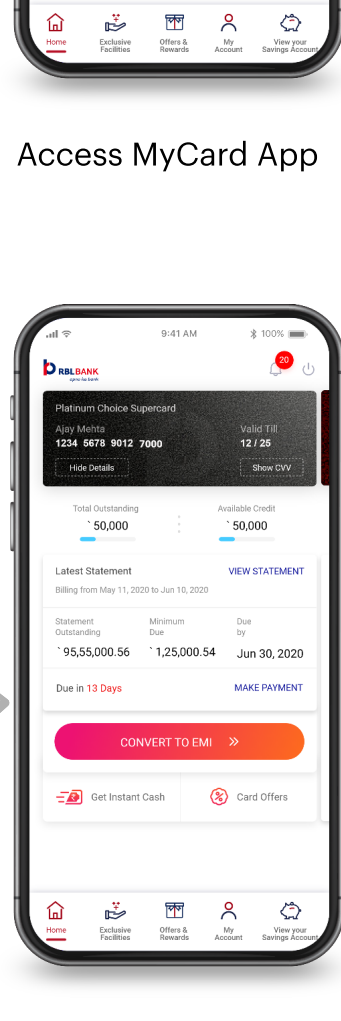 Home
Exclusive
Facilities
Offers &
Rewards
My
Account
View your
Savings Account
Access MyCard App
9:41 AM 100%
RBLBANK
apno ka bank
20
Platinum Choice Supercard
Ajay Mehta
1234 5678 9012 7000
Valid Till
12 / 25
Hide Details
Show CVV
Total Outstanding
` 50,000
Available Credit
` 50,000
Latest Statement
VIEW STATEMENT
Billing from May 11, 2020 to Jun 10, 2020
Statement
Outstanding
` 95,55,000.56
Minimum
Due
` 1,25,000.54
Due
by
Jun 30, 2020
Due in 13 Days
MAKE PAYMENT
CONVERT TO EMI
Get Instant Cash
Card Offers
Home
Exclusive
Facilities
Offers &
Rewards
My
Account
View your
Savings Account